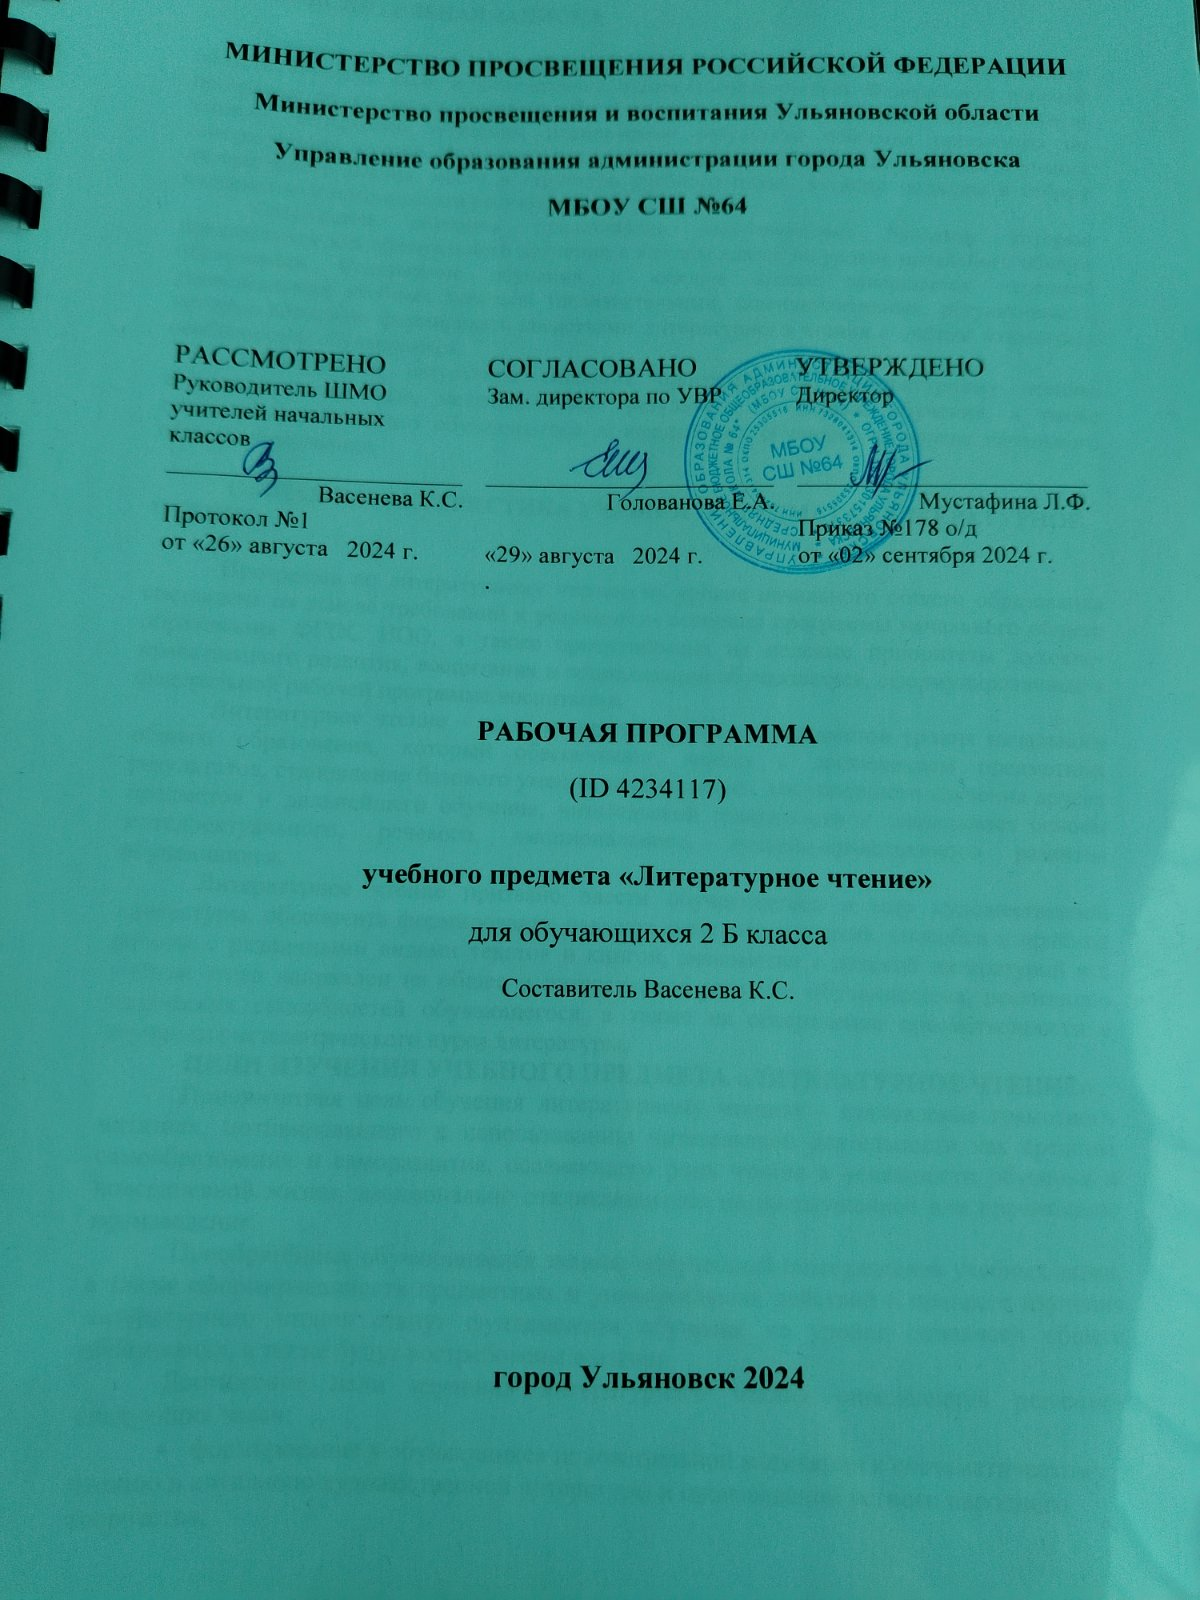 МИНИСТЕРСТВО ПРОСВЕЩЕНИЯ РОССИЙСКОЙ ФЕДЕРАЦИИ
Министерство просвещения и воспитания Ульяновской области
Управление образования администрации города Ульяновска
МБОУ СШ №64
РАССМОТРЕНО
Руководитель ШМО
учителей начальных
классов
Васенева К.С.
Протокол №1
от «26» августа 2024 г.
СОГЛАСОВАНО
Зам. директора по УВР
Голованова Е.А.
«29» августа 2024 г.
.
УТВЕРЖДЕНО
Директор
Мустафина Л.Ф.
Приказ №178 о/д
от «02» сентября 2024 г.
МБОУ
СШ №64
РАБОЧАЯ ПРОГРАММА
(ID 4234117)
учебного предмета «Литературное чтение»
для обучающихся 2 Б класса
Составитель Васенева К.С.
город Ульяновск 2024